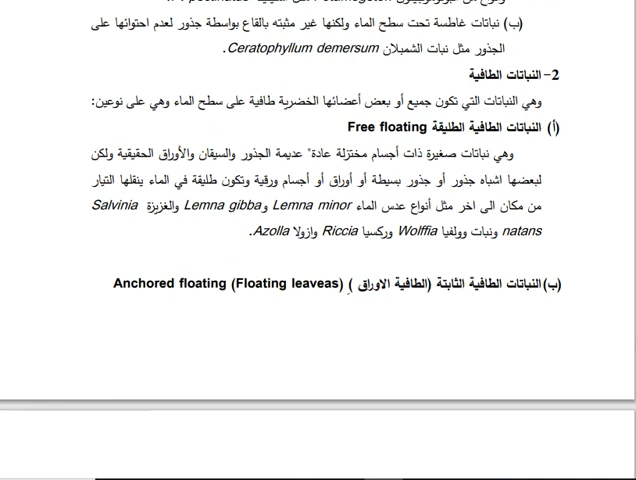 (ب) نباتات غاطسة تحت سطح الماء ولكنها غير مثبته بالقاع بواسطة جذور لعدم احتوائها على
الجذور مثل نبات الشمبلان Ceratophyllum demersum.
2- النباتات الطافية
وهي النباتات التي تكون جميع أو بعض أعضائها الخضرية طافية على سطح الماء وهي على نوعين:
(أ) النباتات الطافية الطليقة Free floating
وهي نباتات صغيرة ذات أجسام مختزلة عادة" عديمة الجذور والسيقان والأوراق الحقيقية ولكن
لبعضها اشباه جذور أو جذور بسيطة أو أوراق أو أجسام ورقية وتكون طليقة في الماء ينقلها التيار
من مكان الى اخر مثل أنواع عدس الماء Lemna minor وLemna gibba والغزيزة Salvinia
natans ونبات وولفيا Wolffia وركسيا Riccia وازولا Azolla.
(ب) النباتات الطافية الثابتة (الطافية الاوراق ) Anchored floating (Floating leaveas)